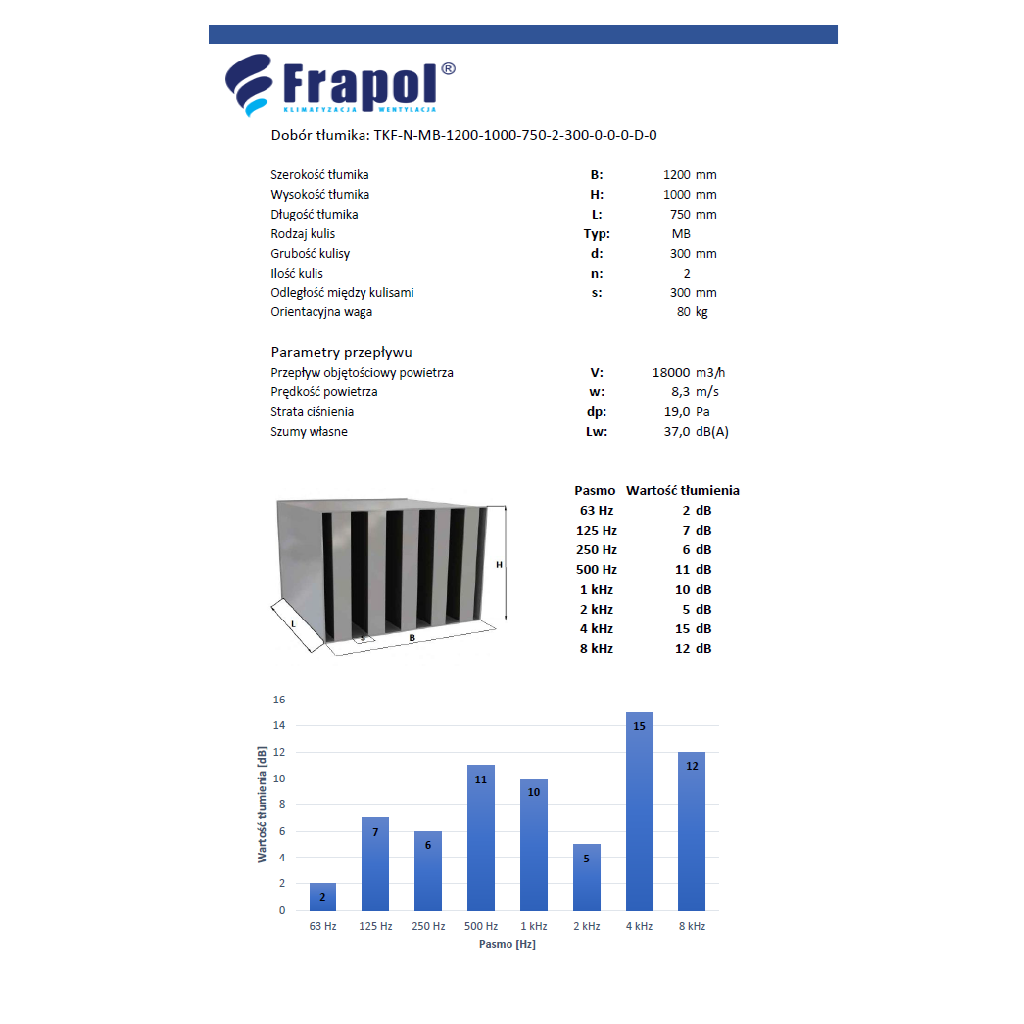 Frapol®
KLIMATYZACJA WENTYLACJA
Dobór tłumika: TKF-N-MB-1200-1000-750-2-300-0-0-0-D-0
Szerokość tłumika B: 1200 mm
Wysokość tłumika H: 1000 mm
Długość tłumika L: 750 mm
Rodzaj kulis Typ: MB
Grubość kulisy d: 300 mm
Ilość kulis n: 2
Odległość między kulisami s: 300 mm
Orientacyjna waga 80 kg
Parametry przepływu
Przepływ objętościowy powietrza V: 18000 m3/h
Prędkość powietrza w: 8,3 m/s
Strata ciśnienia dp: 19,0 Pa
Szumy własne Lw: 37,0 dB(A)
Pasmo Wartość tłumienia
63 Hz 2 dB
125 Hz 7 dB
250 Hz 6 dB
500 Hz 11 dB
1 kHz 10 dB
2 kHz 5 dB
4 kHz 15 dB
8 kHz 12 dB
H
L
S
B
Wartość tłumienia [dB]
16
14
12
10
8
6
4
2
0
2
7
6
11
10
5
15
12
63 Hz 125 Hz 250 Hz 500 Hz 1 kHz 2 kHz 4 kHz 8 kHz
Pasmo [Hz]